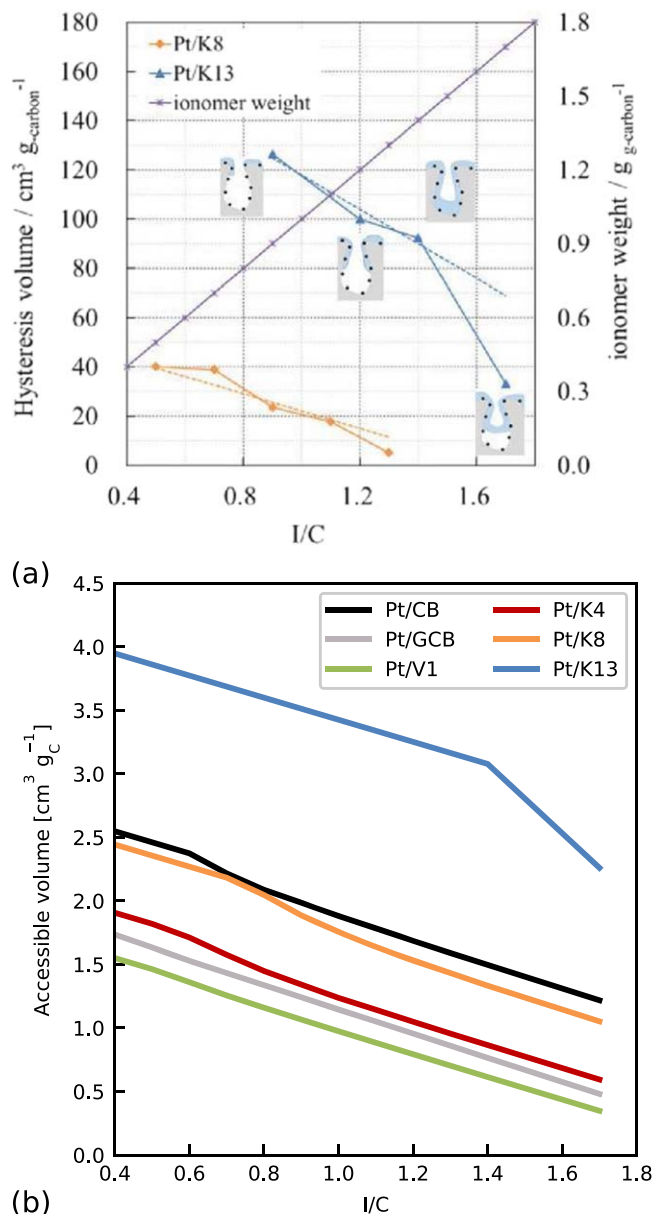 Pt/K8
Pt/K13
ionomer weight
Hysteresis volume / cm³ g-carbon⁻¹
180
160
140
120
100
80
60
40
20
0
1.8
1.5
1.2
0.9
0.6
0.3
0.0
ionomer weight / g g-carbon⁻¹
0.4 0.8 1.2 1.6
I/C
(a)
Pt/CB Pt/K4
Pt/GCB Pt/K8
Pt/V1 Pt/K13
Accessible volume [cm³ g_C⁻¹]
4.5
4.0
3.5
3.0
2.5
2.0
1.5
1.0
0.5
0.0
0.4 0.6 0.8 1.0 1.2 1.4 1.6 1.8
I/C
(b)